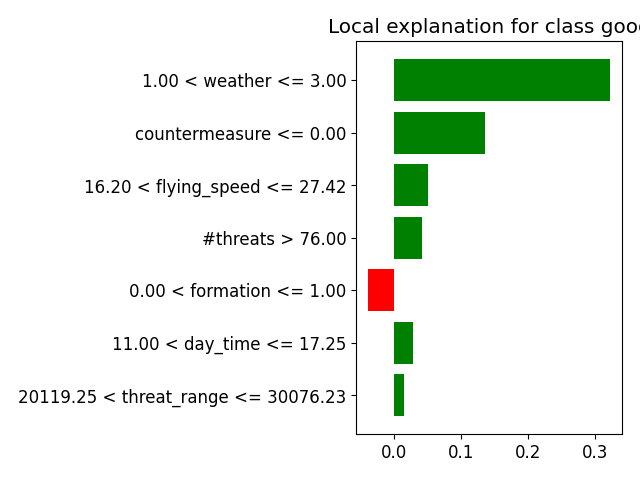 Local explanation for class goo
1.00 < weather <= 3.00
countermeasure <= 0.00
16.20 < flying_speed <= 27.42
#threats > 76.00
0.00 < formation <= 1.00
11.00 < day_time <= 17.25
20119.25 < threat_range <= 30076.23
0.0 0.1 0.2 0.3